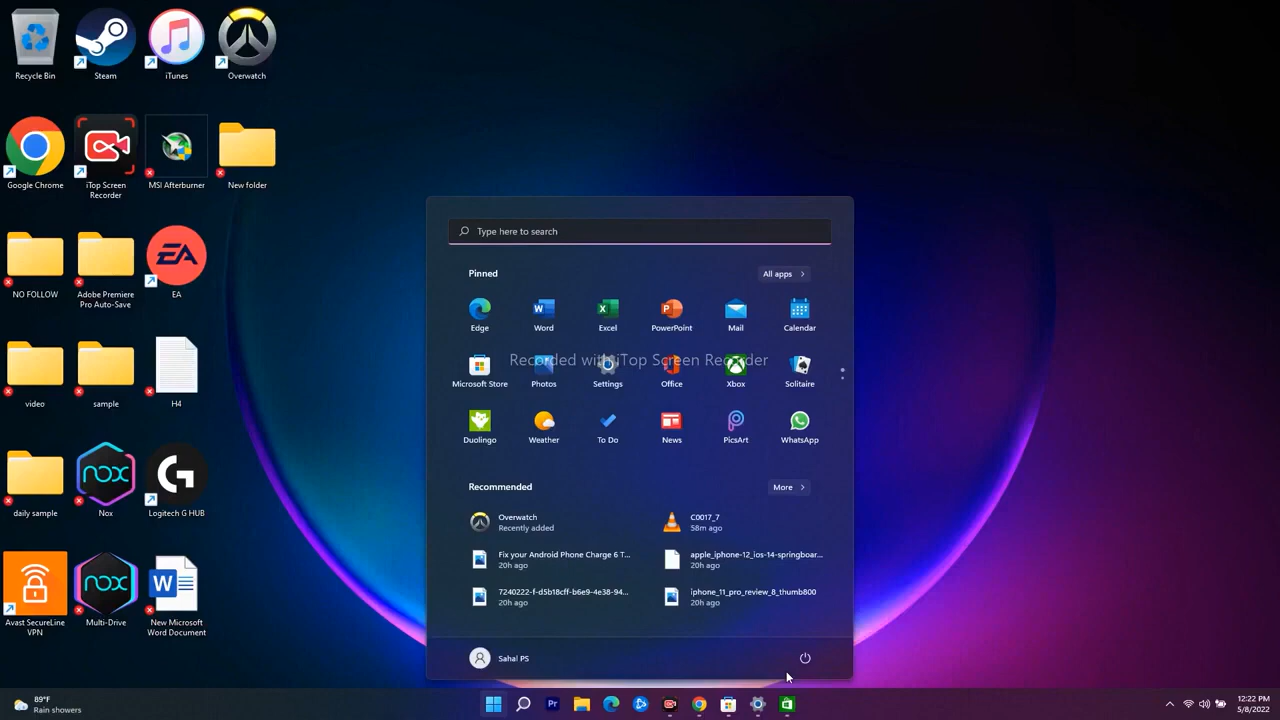 Recycle Bin
Steam
iTunes
Overwatch
Google Chrome
iTop Screen
Recorder
MSI Afterburner
New folder
NO FOLLOW
Adobe Premiere
Pro Auto-Save
EA
EA
video
sample
H4
daily sample
nox
Nox
Logitech G HUB
Avast SecureLine
VPN
nox
Multi-Drive
New Microsoft
Word Document
Type here to search
Pinned
All apps
Edge
Word
Excel
PowerPoint
Mail
Calendar
Recorded with iTop Screen Recorder
Microsoft Store
Photos
Settings
Office
Xbox
Solitaire
Duolingo
Weather
To Do
News
PicsArt
WhatsApp
Recommended
More
Overwatch
Recently added
C0017_7
58m ago
Fix your Android Phone Charge 6 T...
20h ago
apple_iphone-12_ios-14-springboar...
20h ago
7240222-f-d5b18cff-b6e9-4e38-94...
20h ago
iphone_11_pro_review_8_thumb800
20h ago
Sahal PS
89°F
Rain showers
Pr
12:22 PM
5/8/2022